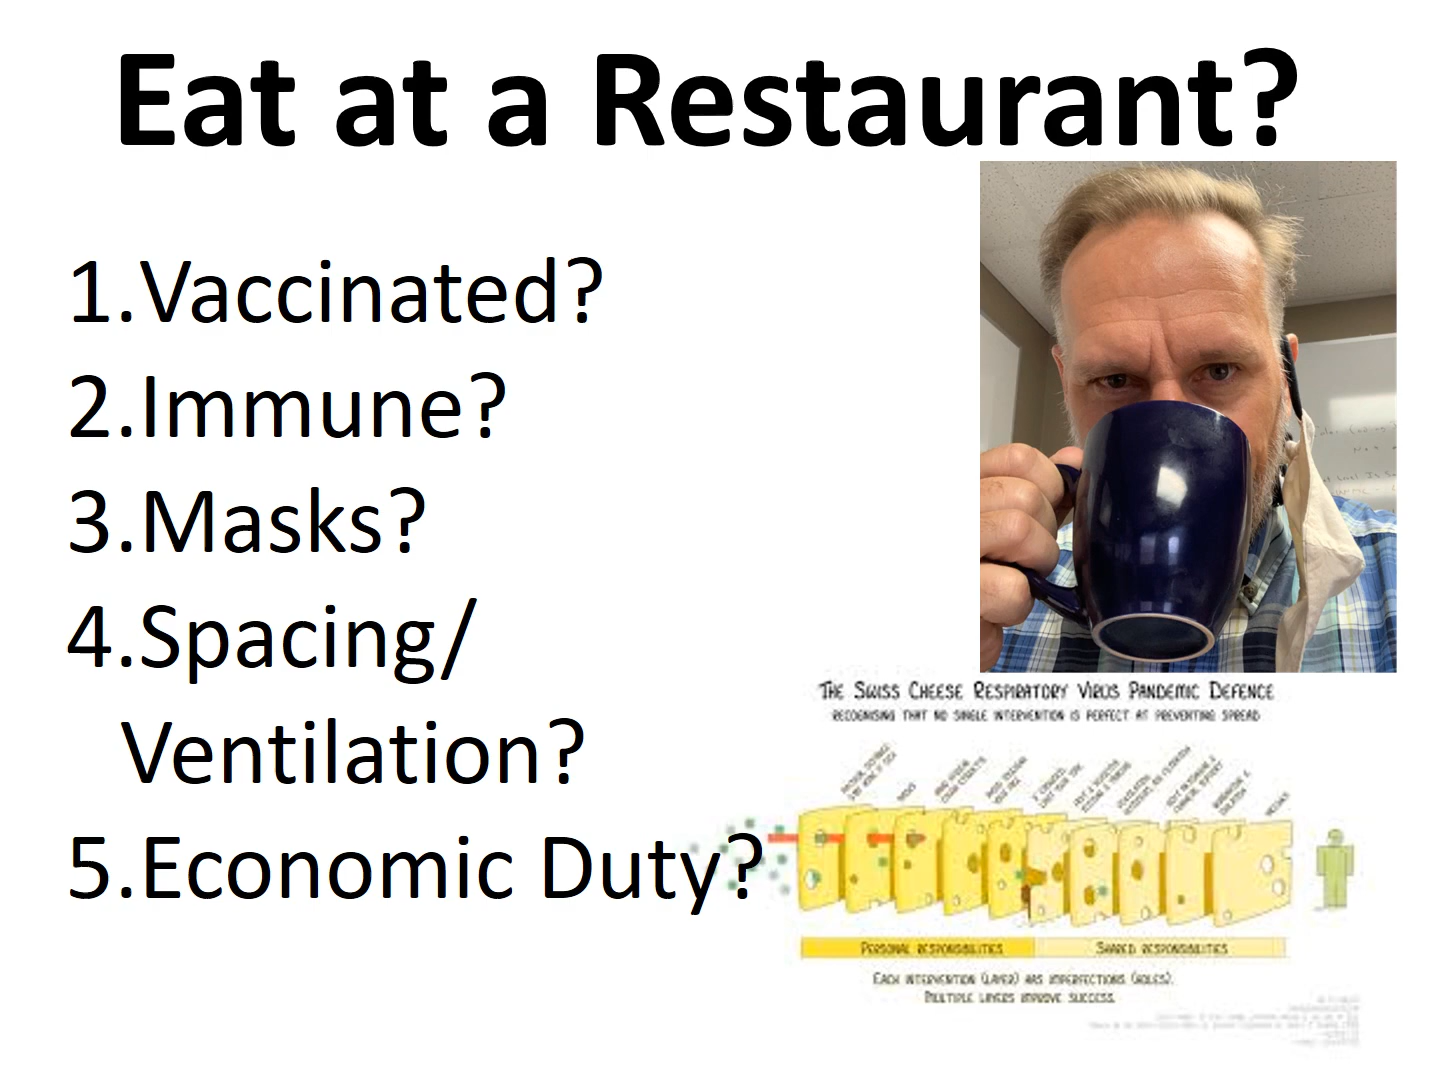 Eat at a Restaurant?
1.Vaccinated?
2.Immune?
3.Masks?
4.Spacing/
Ventilation?
5.Economic Duty?
THE SWISS CHEESE RESPIRATORY VIRUS PANDEMIC DEFENCE
RECOGNISING THAT NO SINGLE INTERVENTION IS PERFECT AT PREVENTING SPREAD
MASKS
PERSONAL RESPONSIBILITIES
SHARED RESPONSIBILITIES
EACH INTERVENTION (LAYER) HAS IMPERFECTIONS (HOLES).
MULTIPLE LAYERS IMPROVE SUCCESS.